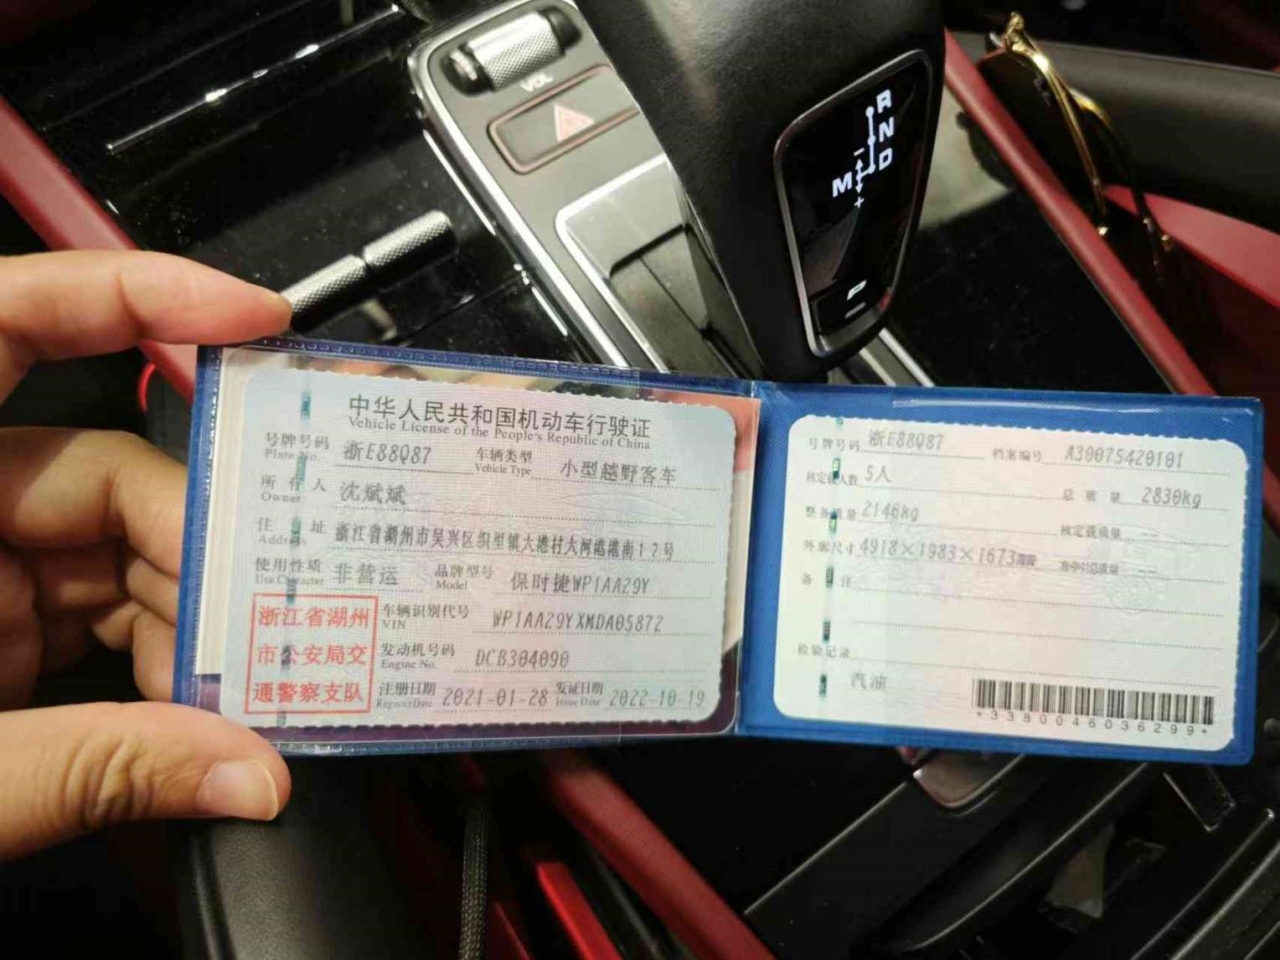 VOL
R
N
D
M
-
+
P
中华人民共和国机动车行驶证
Vehicle License of the People's Republic of China
号牌号码 浙E88Q87 车辆类型 小型越野客车
Plate No. Vehicle Type
所有人 沈斌斌
Owner
住址 浙江省湖州市吴兴区织里镇大港村大河港港南12号
Address
使用性质 非营运 品牌型号 保时捷WP1AA29Y
Use Character Model
浙江省湖州
市公安局交
通警察支队
车辆识别代号 WP1AA29YXMDA05872
VIN
发动机号码 DCB304090
Engine No.
注册日期 2021-01-28 发证日期 2022-10-19
Register Date Issue Date
号牌号码 浙E88Q87 档案编号 A30075420101
核定载人数 5人 总质量 2830kg
整备质量 2146kg 核定载质量 --
外廓尺寸 4918×1983×1673mm 准牵引总质量 --
备注
检验记录
汽油
*3380046036299*